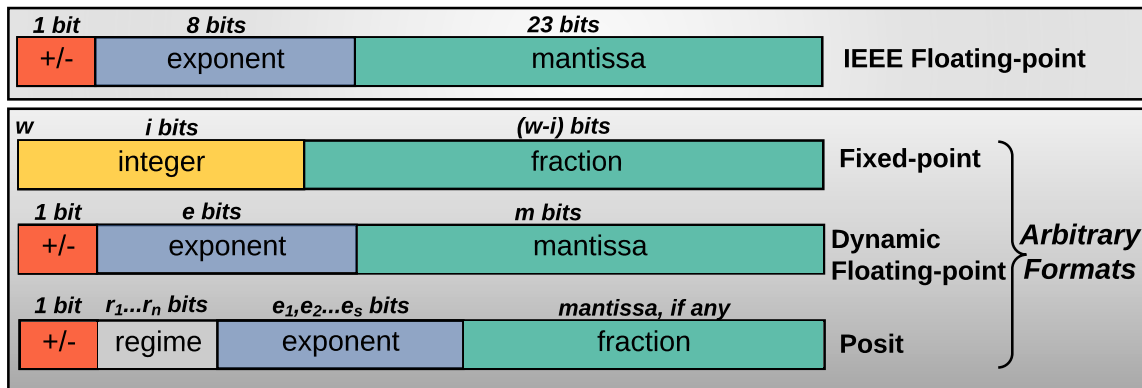 1 bit 8 bits 23 bits
+/- exponent mantissa IEEE Floating-point
w i bits (w-i) bits
integer fraction Fixed-point
1 bit e bits m bits
+/- exponent mantissa Dynamic
Floating-point
1 bit r₁...rₙ bits e₁,e₂...eₛ bits mantissa, if any
+/- regime exponent fraction Posit
Arbitrary
Formats